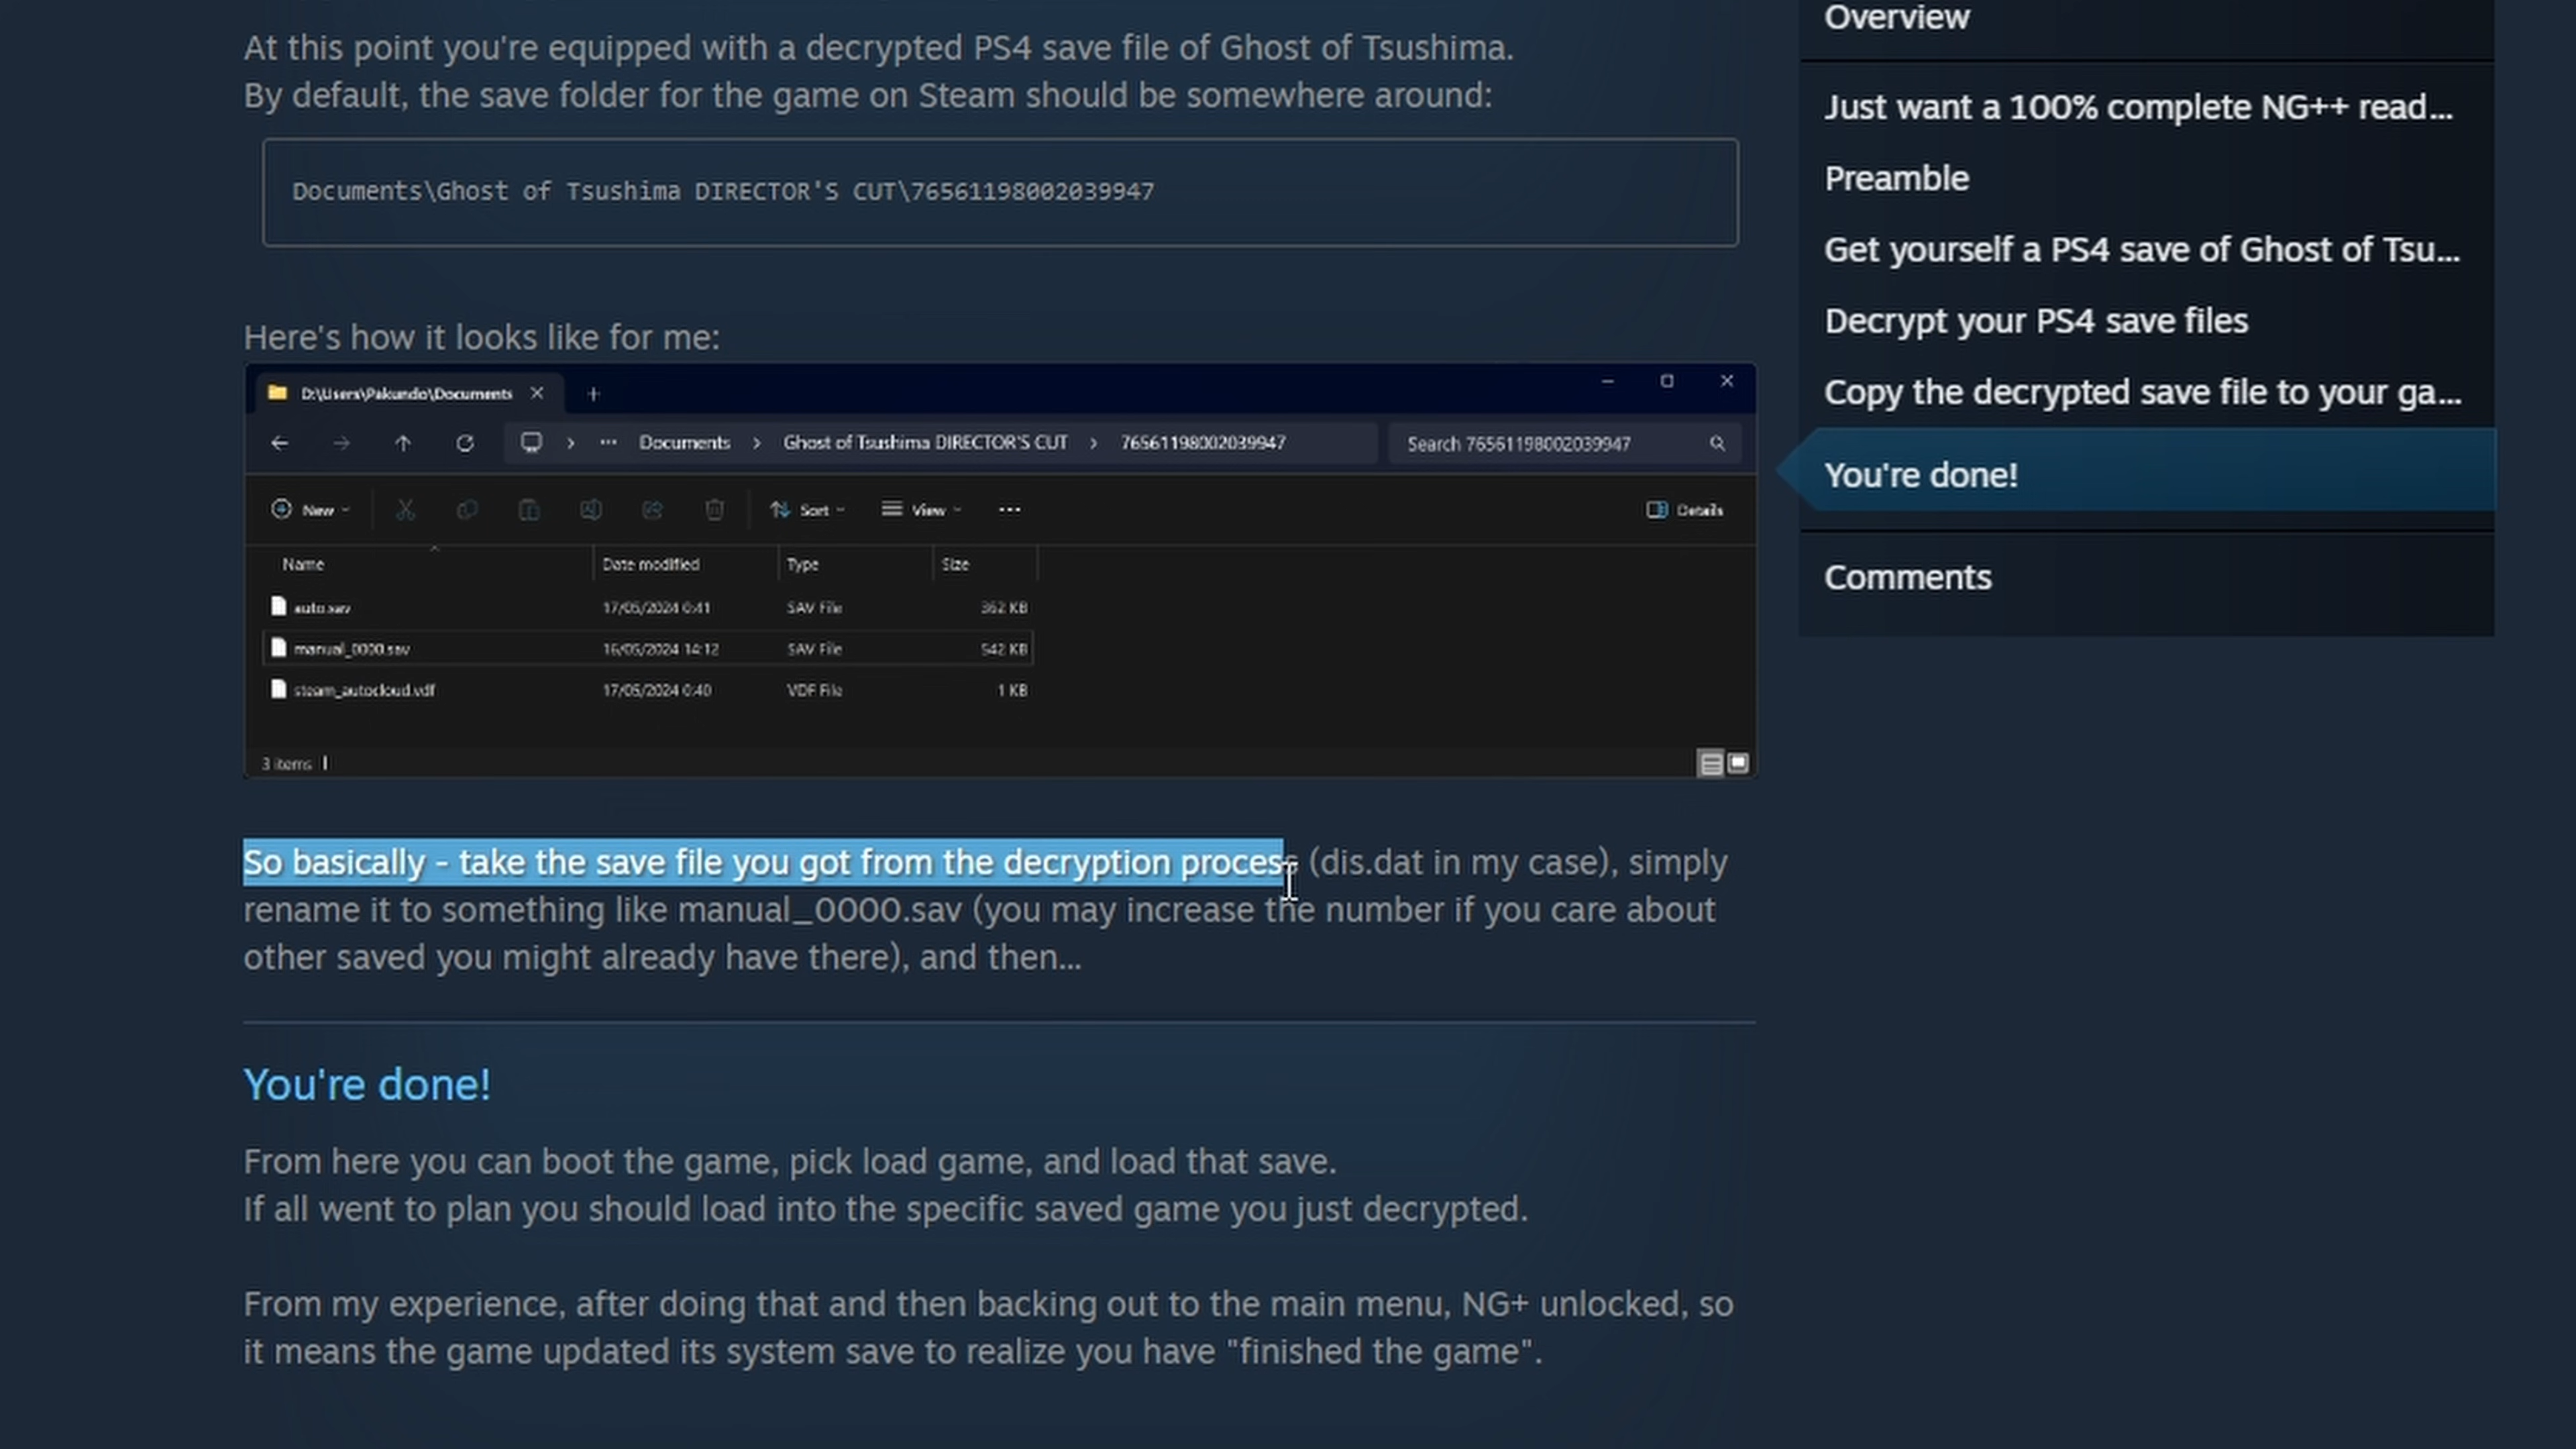 At this point you're equipped with a decrypted PS4 save file of Ghost of Tsushima.
By default, the save folder for the game on Steam should be somewhere around:
Documents\Ghost of Tsushima DIRECTOR'S CUT\76561198002039947
Here's how it looks like for me:
D:\Users\Pakundo\Documents
Documents > Ghost of Tsushima DIRECTOR'S CUT > 76561198002039947
Search 76561198002039947
New Sort View ... Details
Name Date modified Type Size
auto.sav 17/05/2024 0:41 SAV File 362 KB
manual_0000.sav 16/05/2024 14:12 SAV File 542 KB
steam_autocloud.vdf 17/05/2024 0:40 VDF File 1 KB
3 items
So basically - take the save file you got from the decryption process (dis.dat in my case), simply
rename it to something like manual_0000.sav (you may increase the number if you care about
other saved you might already have there), and then...
You're done!
From here you can boot the game, pick load game, and load that save.
If all went to plan you should load into the specific saved game you just decrypted.
From my experience, after doing that and then backing out to the main menu, NG+ unlocked, so
it means the game updated its system save to realize you have "finished the game".
Overview
Just want a 100% complete NG++ read...
Preamble
Get yourself a PS4 save of Ghost of Tsu...
Decrypt your PS4 save files
Copy the decrypted save file to your ga...
You're done!
Comments